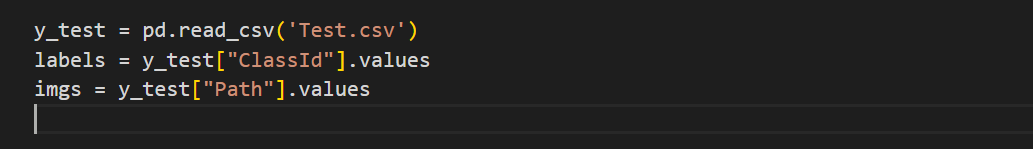 y_test = pd.read_csv('Test.csv')
labels = y_test["ClassId"].values
imgs = y_test["Path"].values